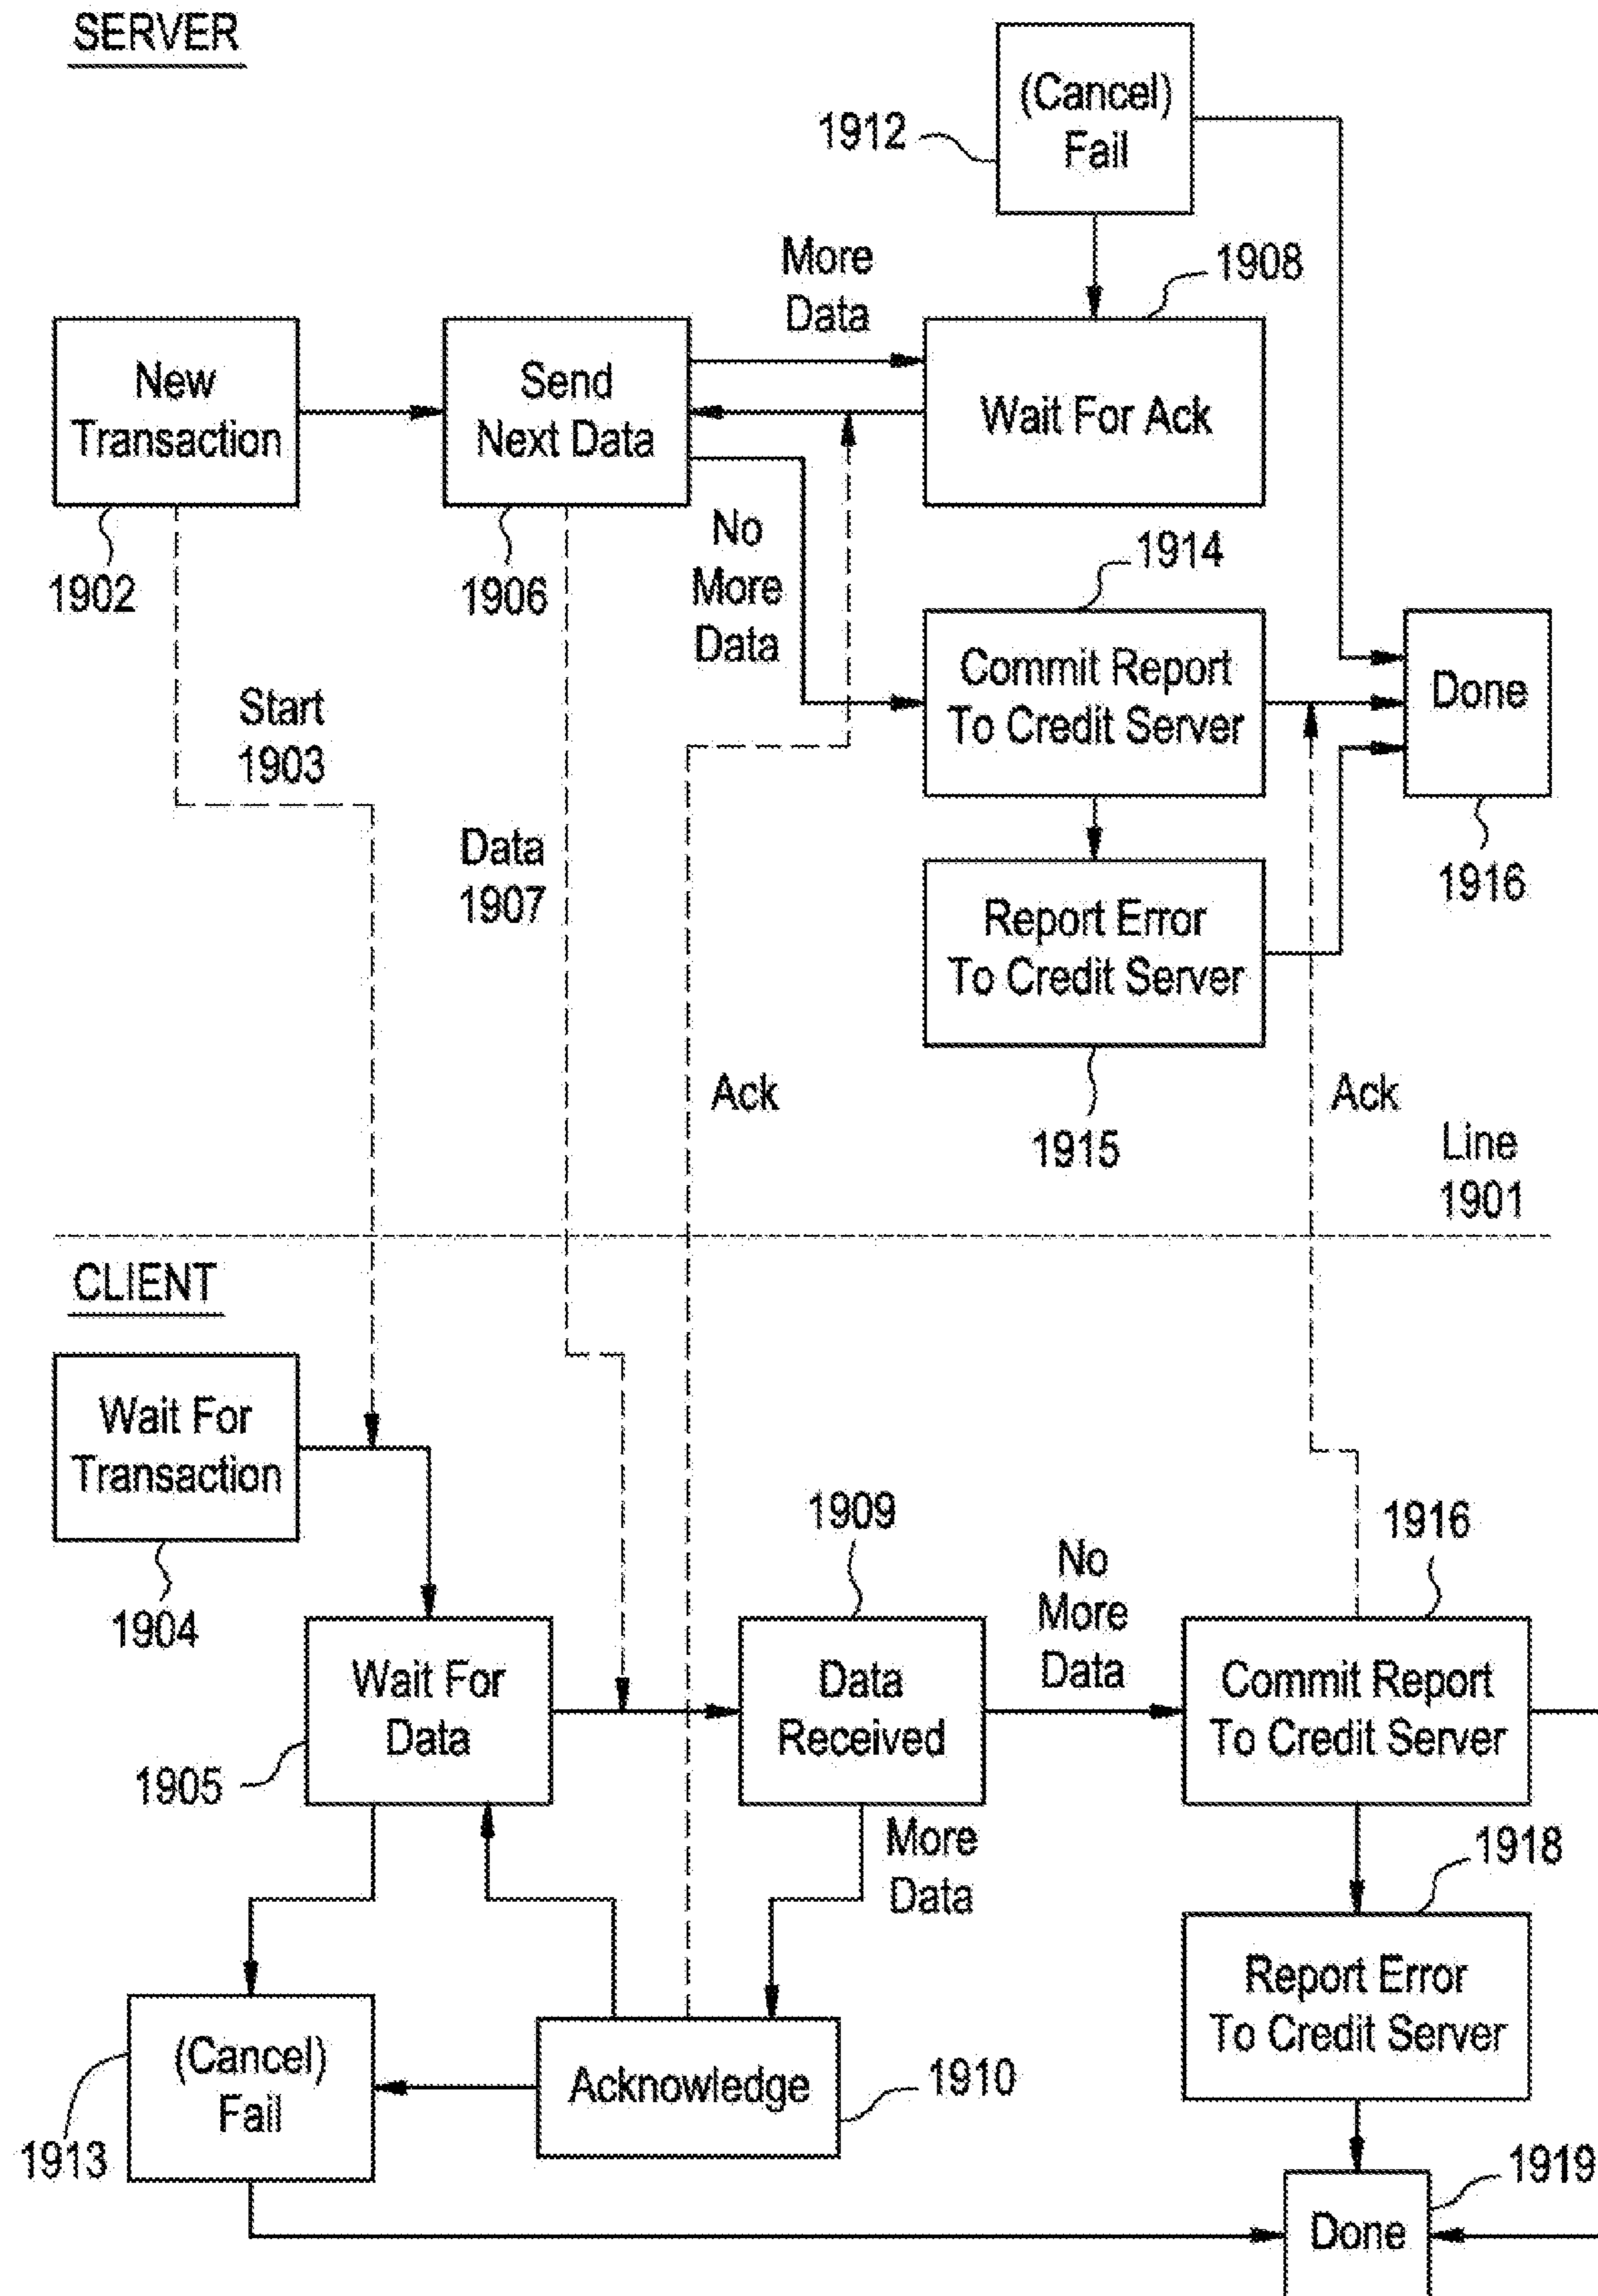 SERVER
(Cancel)
Fail
1912
More
Data
1908
New
Transaction
Send
Next Data
Wait For Ack
1902
1906
No
More
Data
1914
Commit Report
To Credit Server
Done
Start
1903
Data
1907
1916
Report Error
To Credit Server
Ack
Ack
1915
Line
1901
CLIENT
Wait For
Transaction
1904
1909
No
More
Data
1916
Wait For
Data
Data
Received
Commit Report
To Credit Server
1905
More
Data
1918
(Cancel)
Fail
Acknowledge
1910
Report Error
To Credit Server
1913
1919
Done